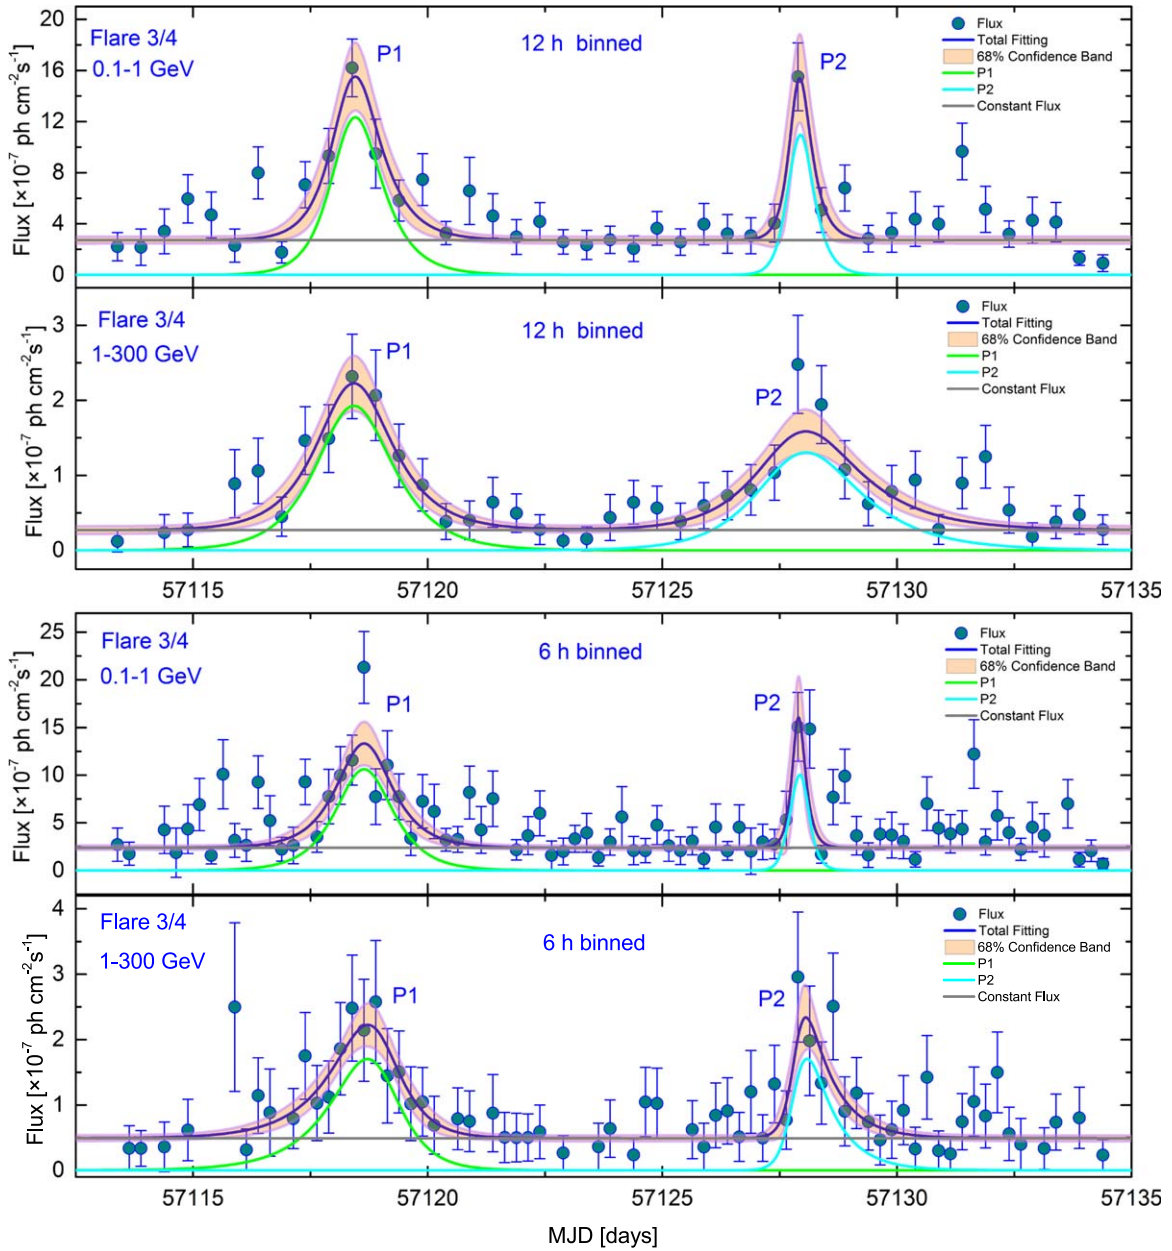 Flare 3/4
0.1-1 GeV
12 h binned
P1
P2
Flux
Total Fitting
68% Confidence Band
P1
P2
Constant Flux
20
16
12
8
4
0
Flux [×10⁻⁷ ph cm⁻²s⁻¹]
Flare 3/4
1-300 GeV
12 h binned
P1
P2
Flux
Total Fitting
68% Confidence Band
P1
P2
Constant Flux
3
2
1
0
Flux [×10⁻⁷ ph cm⁻²s⁻¹]
57115 57120 57125 57130 57135
Flare 3/4
0.1-1 GeV
6 h binned
P1
P2
Flux
Total Fitting
68% Confidence Band
P1
P2
Constant Flux
25
20
15
10
5
0
Flux [×10⁻⁷ ph cm⁻²s⁻¹]
Flare 3/4
1-300 GeV
6 h binned
P1
P2
Flux
Total Fitting
68% Confidence Band
P1
P2
Constant Flux
4
3
2
1
0
Flux [×10⁻⁷ ph cm⁻²s⁻¹]
57115 57120 57125 57130 57135
MJD [days]